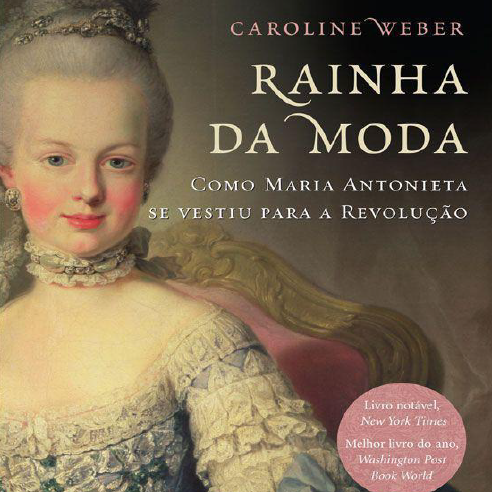 CAROLINE WEBER
RAINHA
DA MODA
COMO MARIA ANTONIETA
SE VESTIU PARA A REVOLUÇÃO
Livro notável,
New York Times
Melhor livro do ano,
Washington Post
Book World